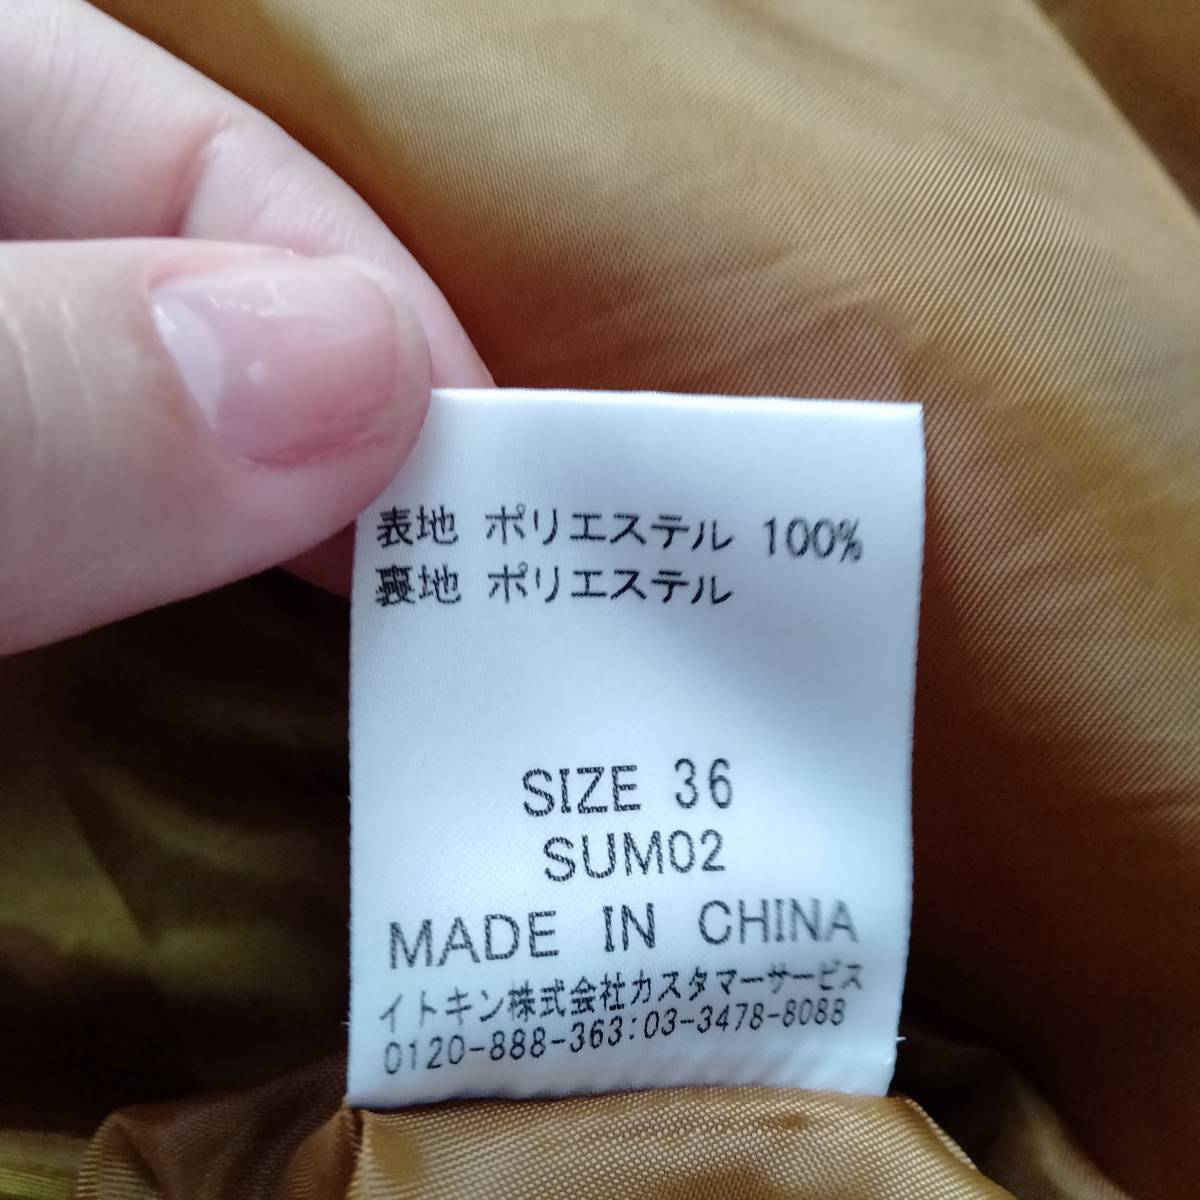 表地 ポリエステル 100%
裏地 ポリエステル
SIZE 36
SUM02
MADE IN CHINA
イトキン株式会社カスタマーサービス
0120-888-363:03-3478-8088